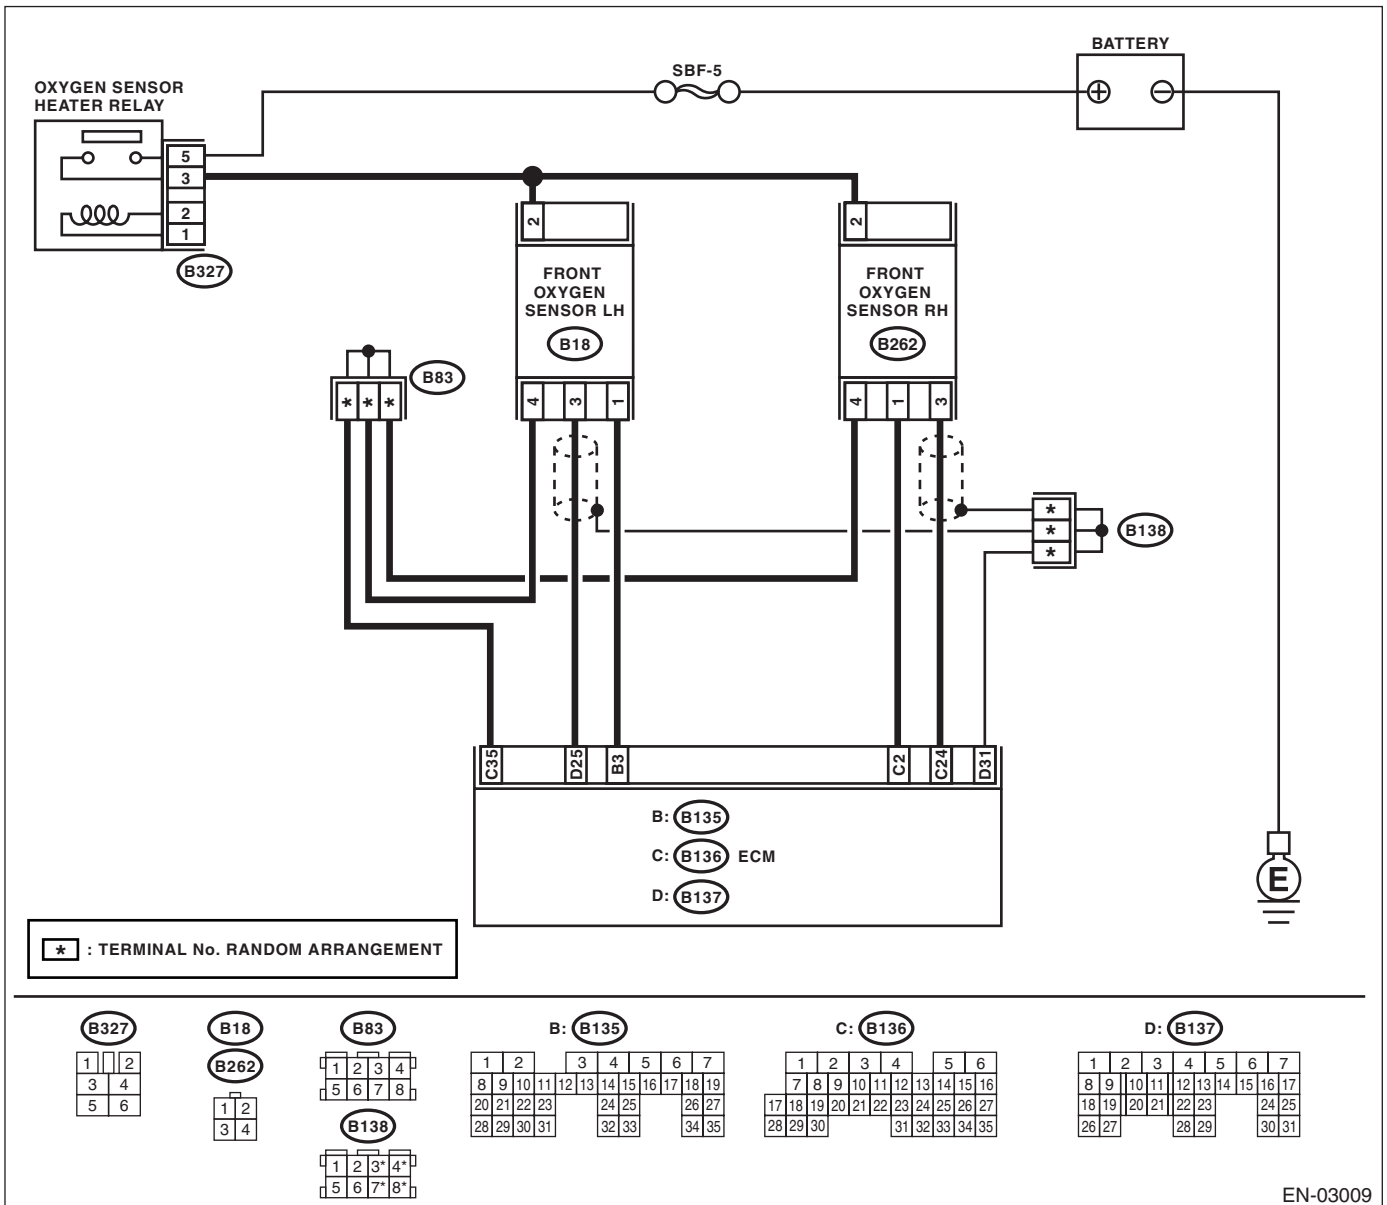 BATTERY
SBF-5
OXYGEN SENSOR
HEATER RELAY
5
3
2
1
B327
2
FRONT
OXYGEN
SENSOR LH
B18
4
3
1
2
FRONT
OXYGEN
SENSOR RH
B262
4
1
3
B83
* * *
*
*
*
B138
C35
D25
B3
C2
C24
D31
B: B135
C: B136 ECM
D: B137
E
* : TERMINAL No. RANDOM ARRANGEMENT
B327
1 2
3 4
5 6
B18
B262
1 2
3 4
B83
1 2 3 4
5 6 7 8
B138
1 2 3* 4*
5 6 7* 8*
B: B135
1 2 3 4 5 6 7
8 9 10 11 12 13 14 15 16 17 18 19
20 21 22 23 24 25 26 27
28 29 30 31 32 33 34 35
C: B136
1 2 3 4 5 6
7 8 9 10 11 12 13 14 15 16
17 18 19 20 21 22 23 24 25 26 27
28 29 30 31 32 33 34 35
D: B137
1 2 3 4 5 6 7
8 9 10 11 12 13 14 15 16 17
18 19 20 21 22 23 24 25
26 27 28 29 30 31
EN-03009